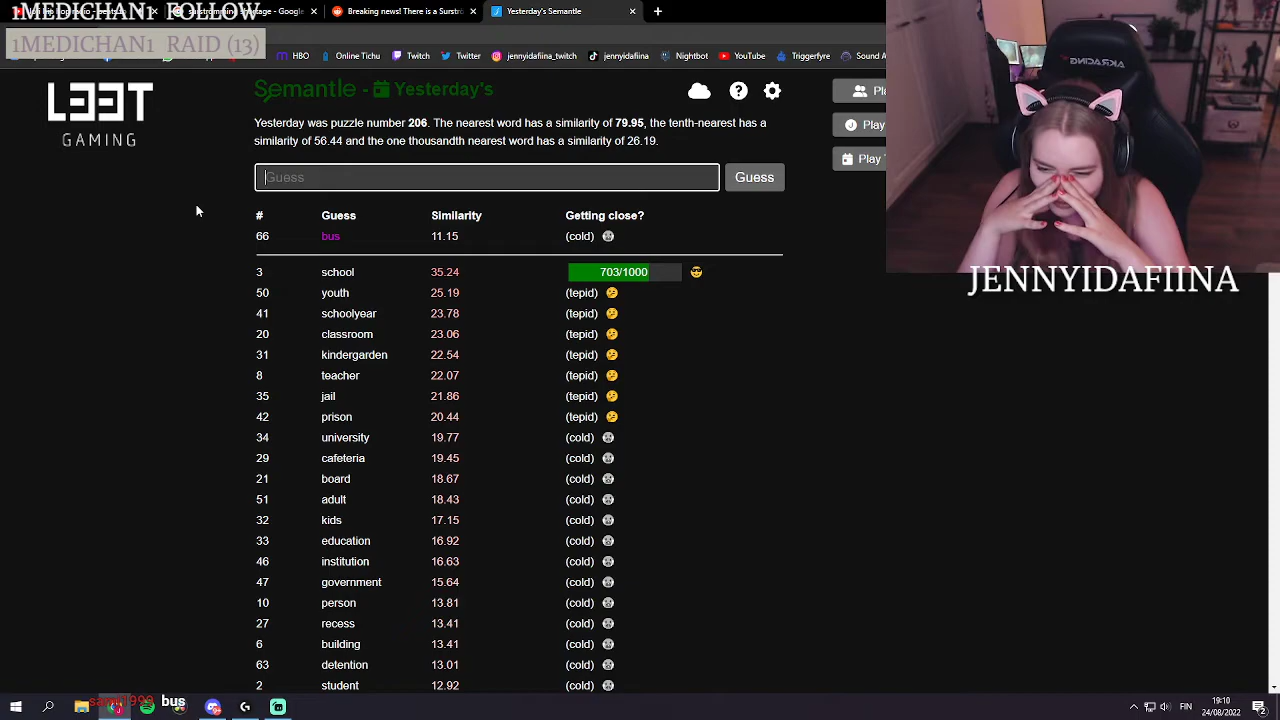 1MEDICHAN1 FOLLOW
1MEDICHAN1 RAID (13)
Breaking news! There is a Surströ
Yesterday's Semantle
HBO
Online Tichu
Twitch
Twitter
jennydafiina_twitch
jennyidafiina
Nightbot
YouTube
Triggerfyre
L33T
GAMING
Semantle - Yesterday's
Yesterday was puzzle number 206. The nearest word has a similarity of 79.95, the tenth-nearest has a
similarity of 56.44 and the one thousandth nearest word has a similarity of 26.19.
Guess
Guess
Play
# Guess Similarity Getting close?
66 bus 11.15 (cold)
3 school 35.24 703/1000
50 youth 25.19 (tepid)
41 schoolyear 23.78 (tepid)
20 classroom 23.06 (tepid)
31 kindergarden 22.54 (tepid)
8 teacher 22.07 (tepid)
35 jail 21.86 (tepid)
42 prison 20.44 (tepid)
34 university 19.77 (cold)
29 cafeteria 19.45 (cold)
21 board 18.67 (cold)
51 adult 18.43 (cold)
32 kids 17.15 (cold)
33 education 16.92 (cold)
46 institution 16.63 (cold)
47 government 15.64 (cold)
10 person 13.81 (cold)
27 recess 13.41 (cold)
6 building 13.41 (cold)
63 detention 13.01 (cold)
2 student 12.92 (cold)
bus
JENNYIDAFIINA
AKRACING
FIN
19:10
24/08/2022